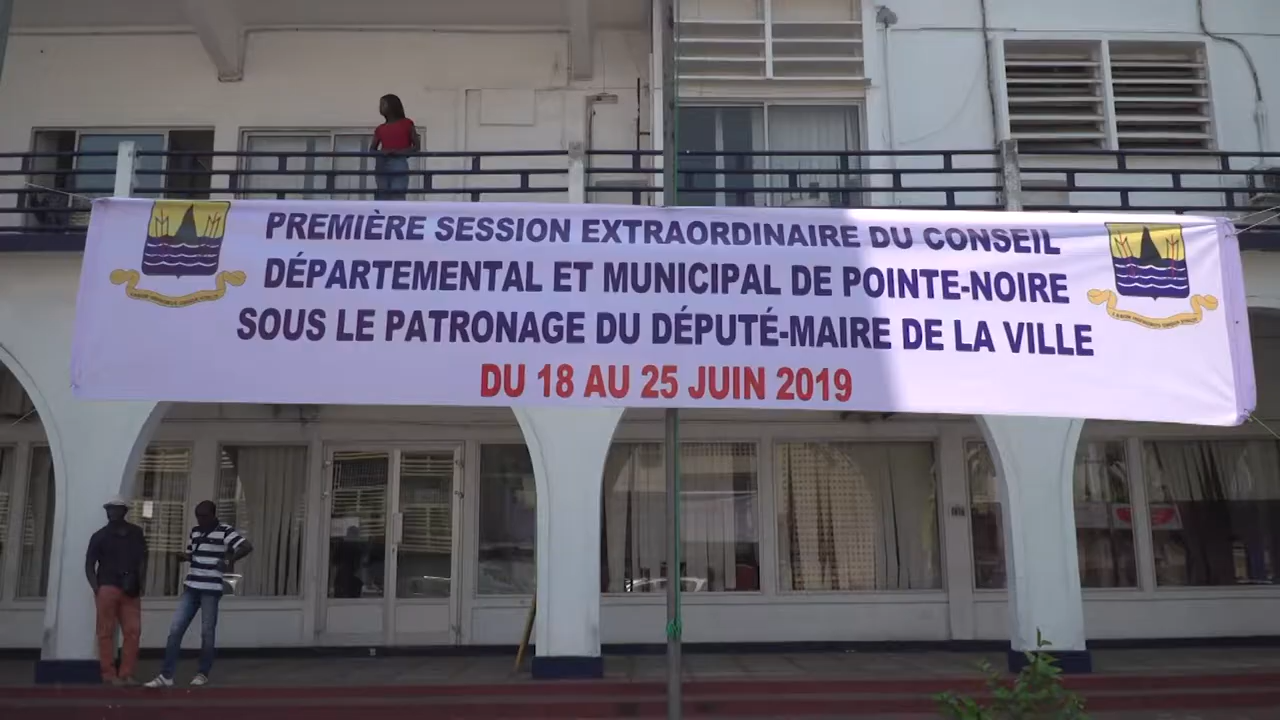 PREMIÈRE SESSION EXTRAORDINAIRE DU CONSEIL
DÉPARTEMENTAL ET MUNICIPAL DE POINTE-NOIRE
SOUS LE PATRONAGE DU DÉPUTÉ-MAIRE DE LA VILLE
DU 18 AU 25 JUIN 2019